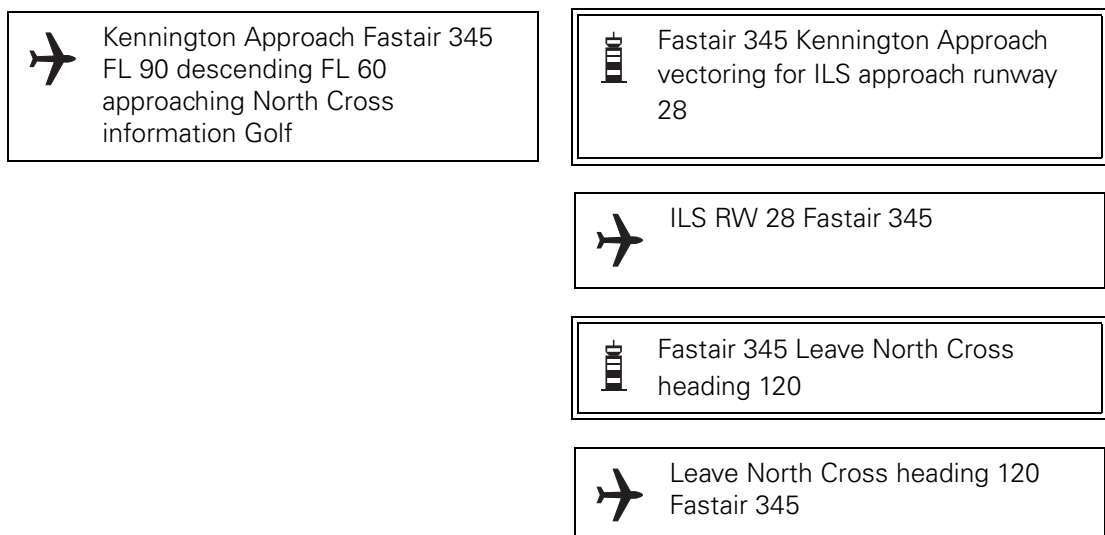 Kennington Approach Fastair 345
FL 90 descending FL 60
approaching North Cross
information Golf
Fastair 345 Kennington Approach
vectoring for ILS approach runway
28
ILS RW 28 Fastair 345
Fastair 345 Leave North Cross
heading 120
Leave North Cross heading 120
Fastair 345